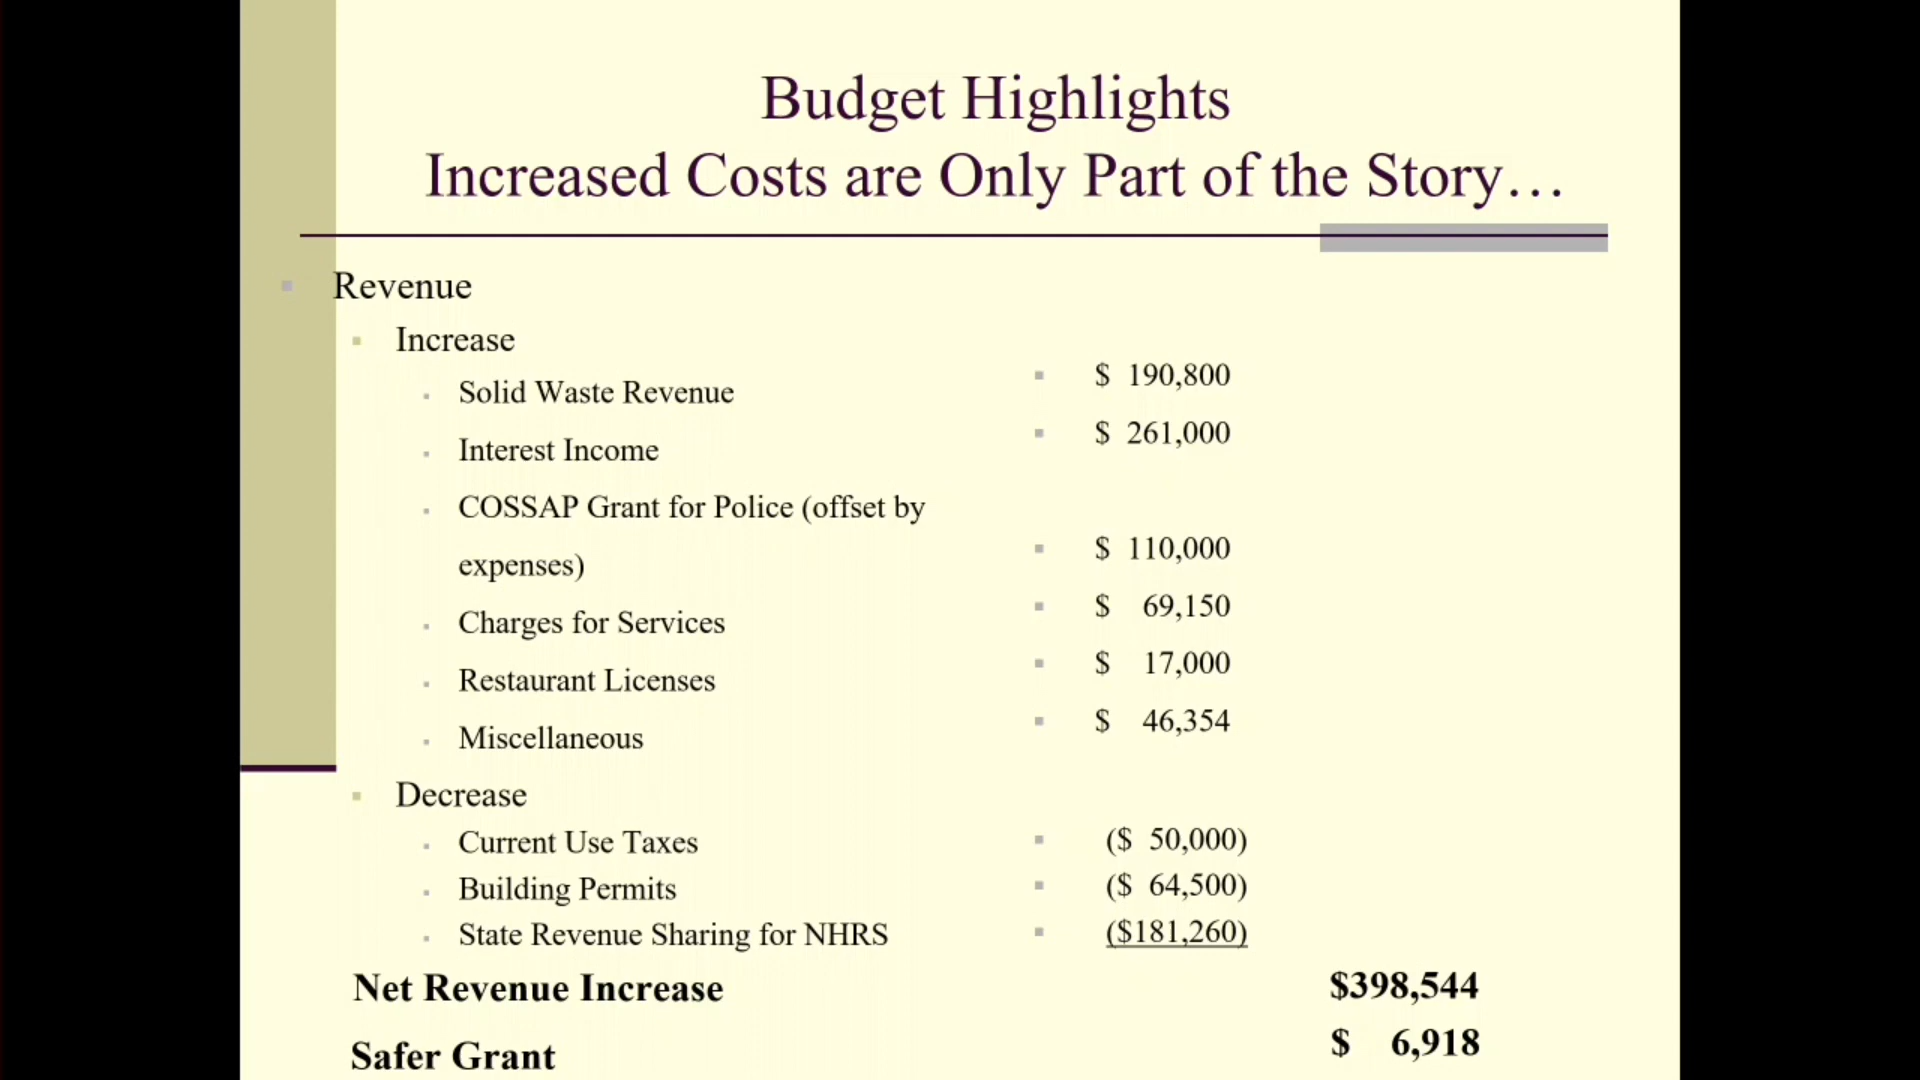 Budget Highlights
Increased Costs are Only Part of the Story…
Revenue
Increase
Solid Waste Revenue
$ 190,800
Interest Income
$ 261,000
COSSAP Grant for Police (offset by
expenses)
$ 110,000
Charges for Services
$ 69,150
Restaurant Licenses
$ 17,000
Miscellaneous
$ 46,354
Decrease
Current Use Taxes
($ 50,000)
Building Permits
($ 64,500)
State Revenue Sharing for NHRS
($181,260)
Net Revenue Increase
$398,544
Safer Grant
$ 6,918